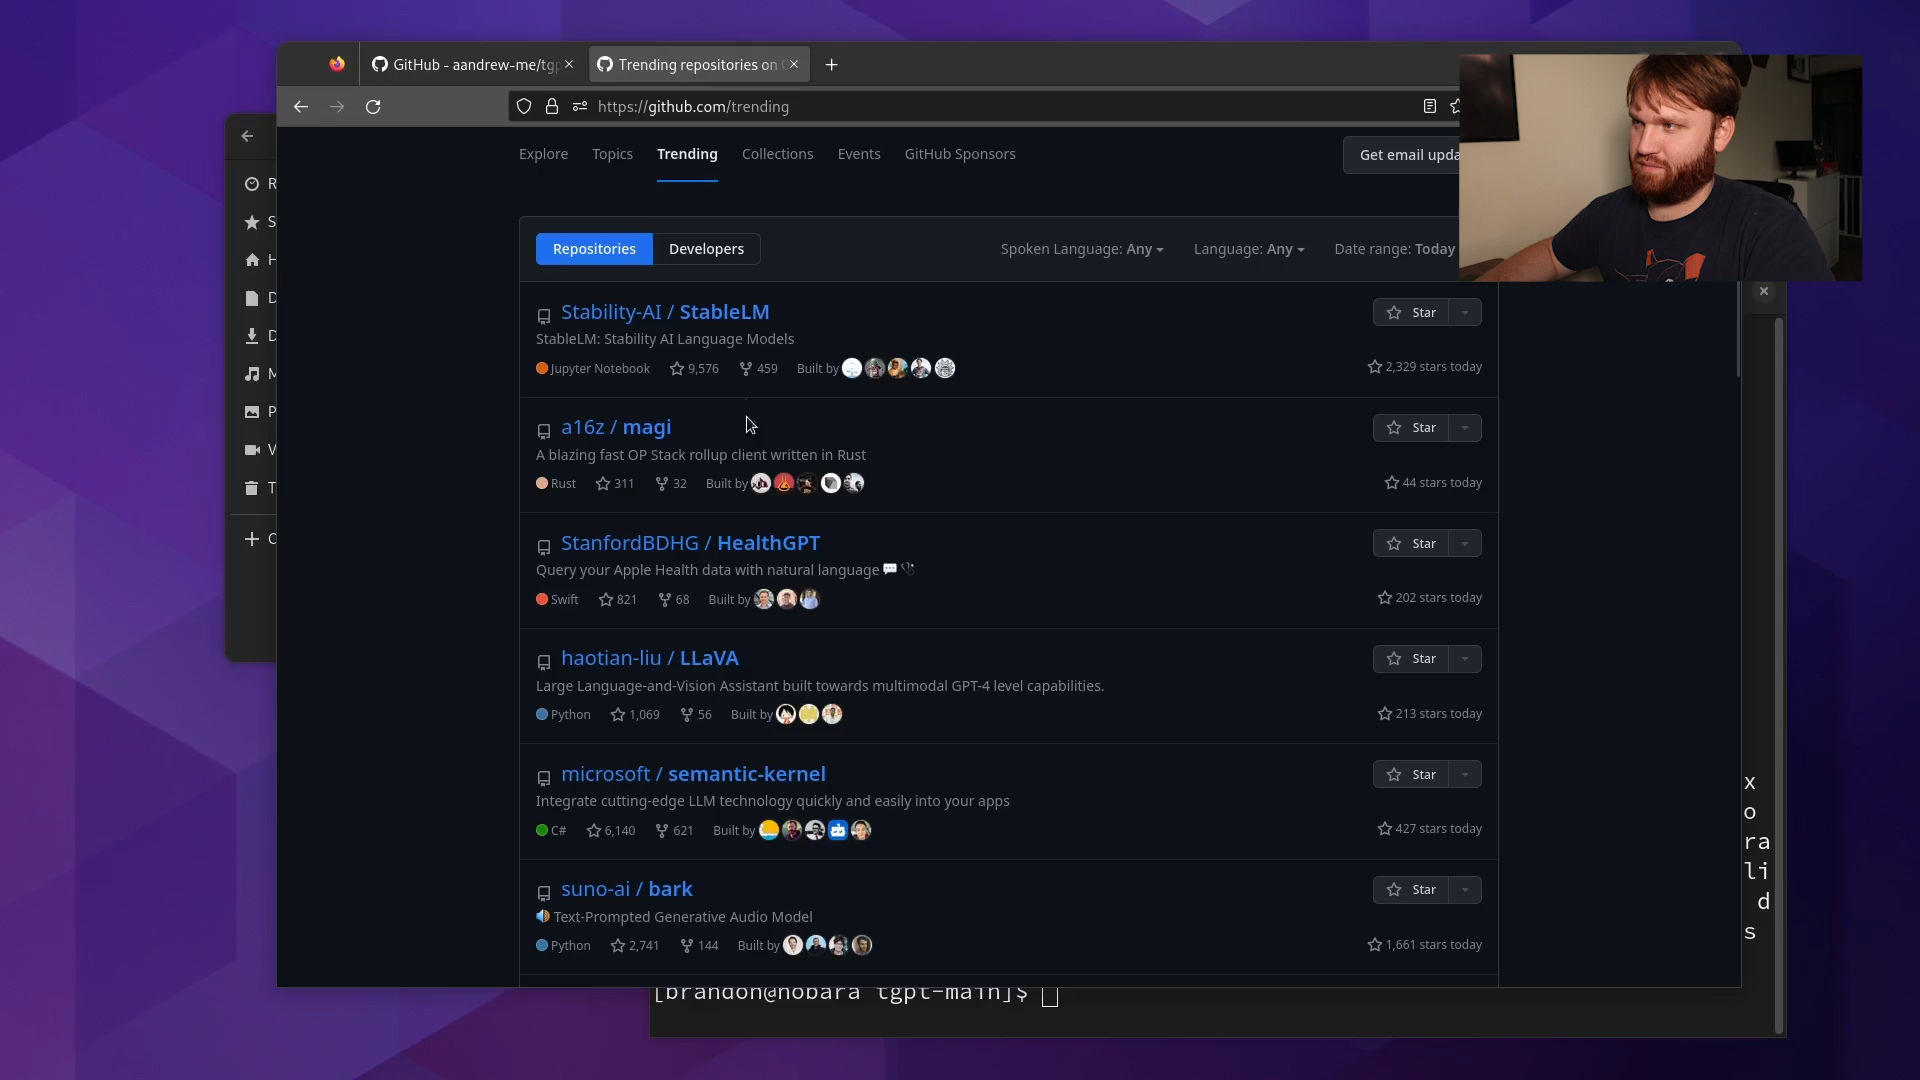 GitHub - aandrew-me/tgp
Trending repositories on G
https://github.com/trending
Explore
Topics
Trending
Collections
Events
GitHub Sponsors
Get email upda
Repositories
Developers
Spoken Language: Any
Language: Any
Date range: Today
Stability-AI / StableLM
Star
StableLM: Stability AI Language Models
Jupyter Notebook 9,576 459 Built by
2,329 stars today
a16z / magi
Star
A blazing fast OP Stack rollup client written in Rust
Rust 311 32 Built by
44 stars today
StanfordBDHG / HealthGPT
Star
Query your Apple Health data with natural language
Swift 821 68 Built by
202 stars today
haotian-liu / LLaVA
Star
Large Language-and-Vision Assistant built towards multimodal GPT-4 level capabilities.
Python 1,069 56 Built by
213 stars today
microsoft / semantic-kernel
Star
Integrate cutting-edge LLM technology quickly and easily into your apps
C# 6,140 621 Built by
427 stars today
suno-ai / bark
Star
Text-Prompted Generative Audio Model
Python 2,741 144 Built by
1,661 stars today
R
S
H
D
D
M
P
V
T
C
x
o
ra
li
d
s
[brandon@nobara tgpt-main]$